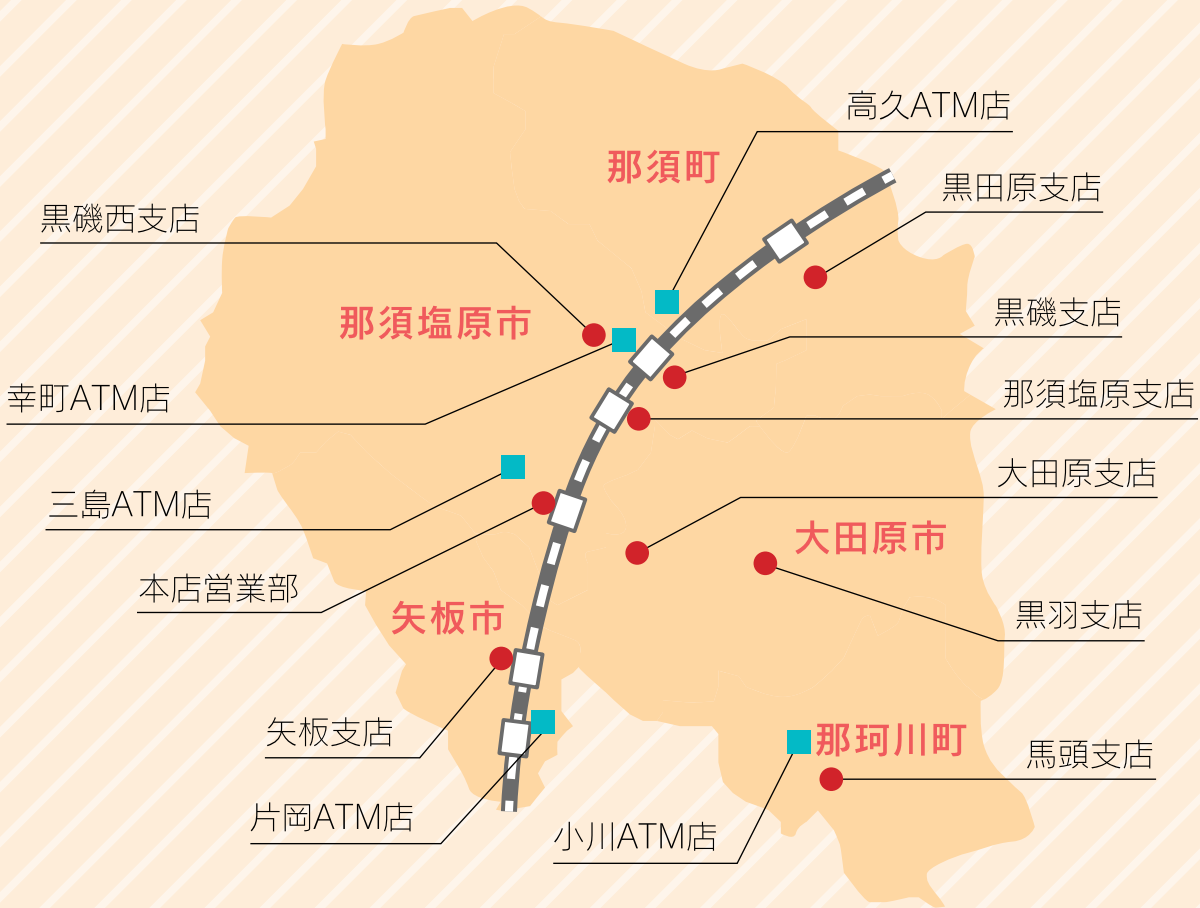 高久ATM店
那須町
黒田原支店
黒磯西支店
那須塩原市
黒磯支店
幸町ATM店
那須塩原支店
大田原支店
三島ATM店
大田原市
本店営業部
矢板市
黒羽支店
矢板支店
那珂川町
馬頭支店
片岡ATM店
小川ATM店